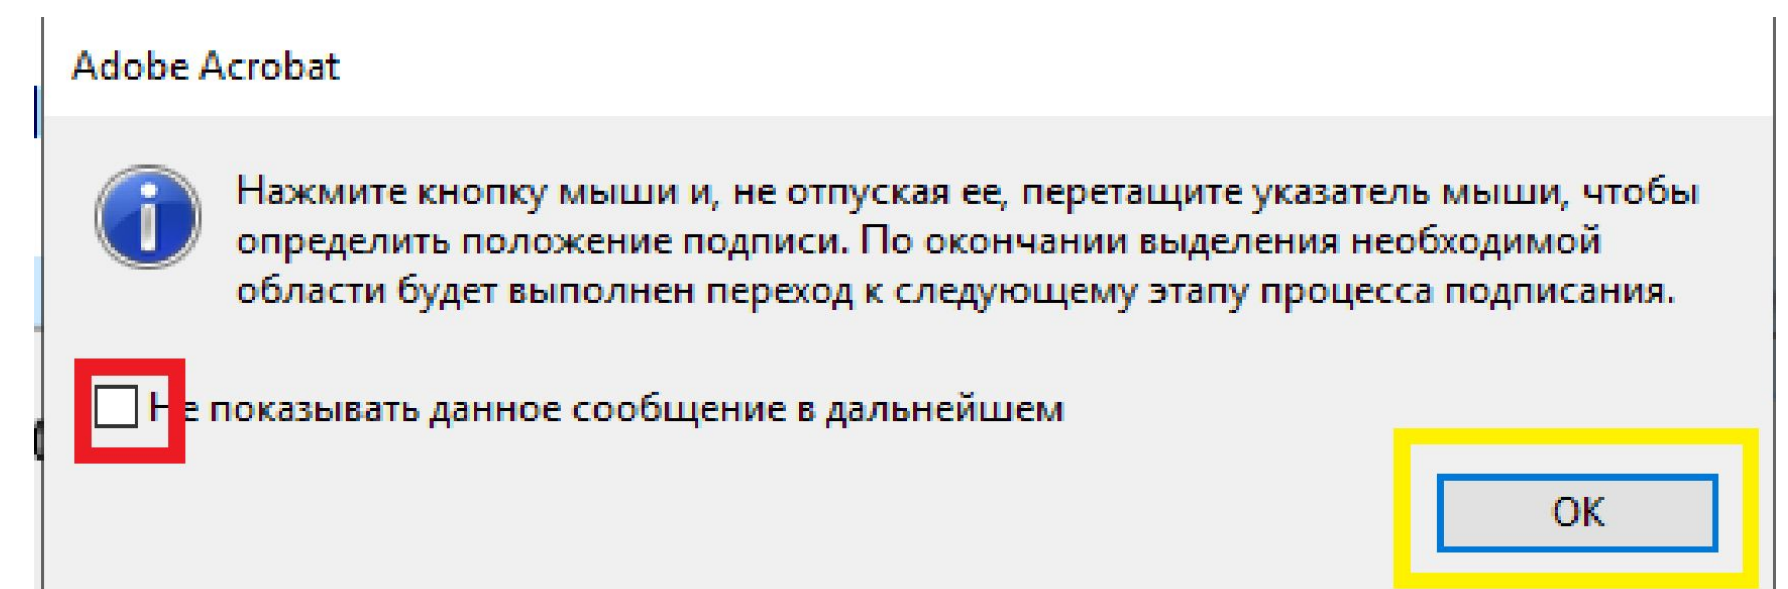 Adobe Acrobat
Нажмите кнопку мыши и, не отпуская ее, перетащите указатель мыши, чтобы
определить положение подписи. По окончании выделения необходимой
области будет выполнен переход к следующему этапу процесса подписания.
Не показывать данное сообщение в дальнейшем
ОК